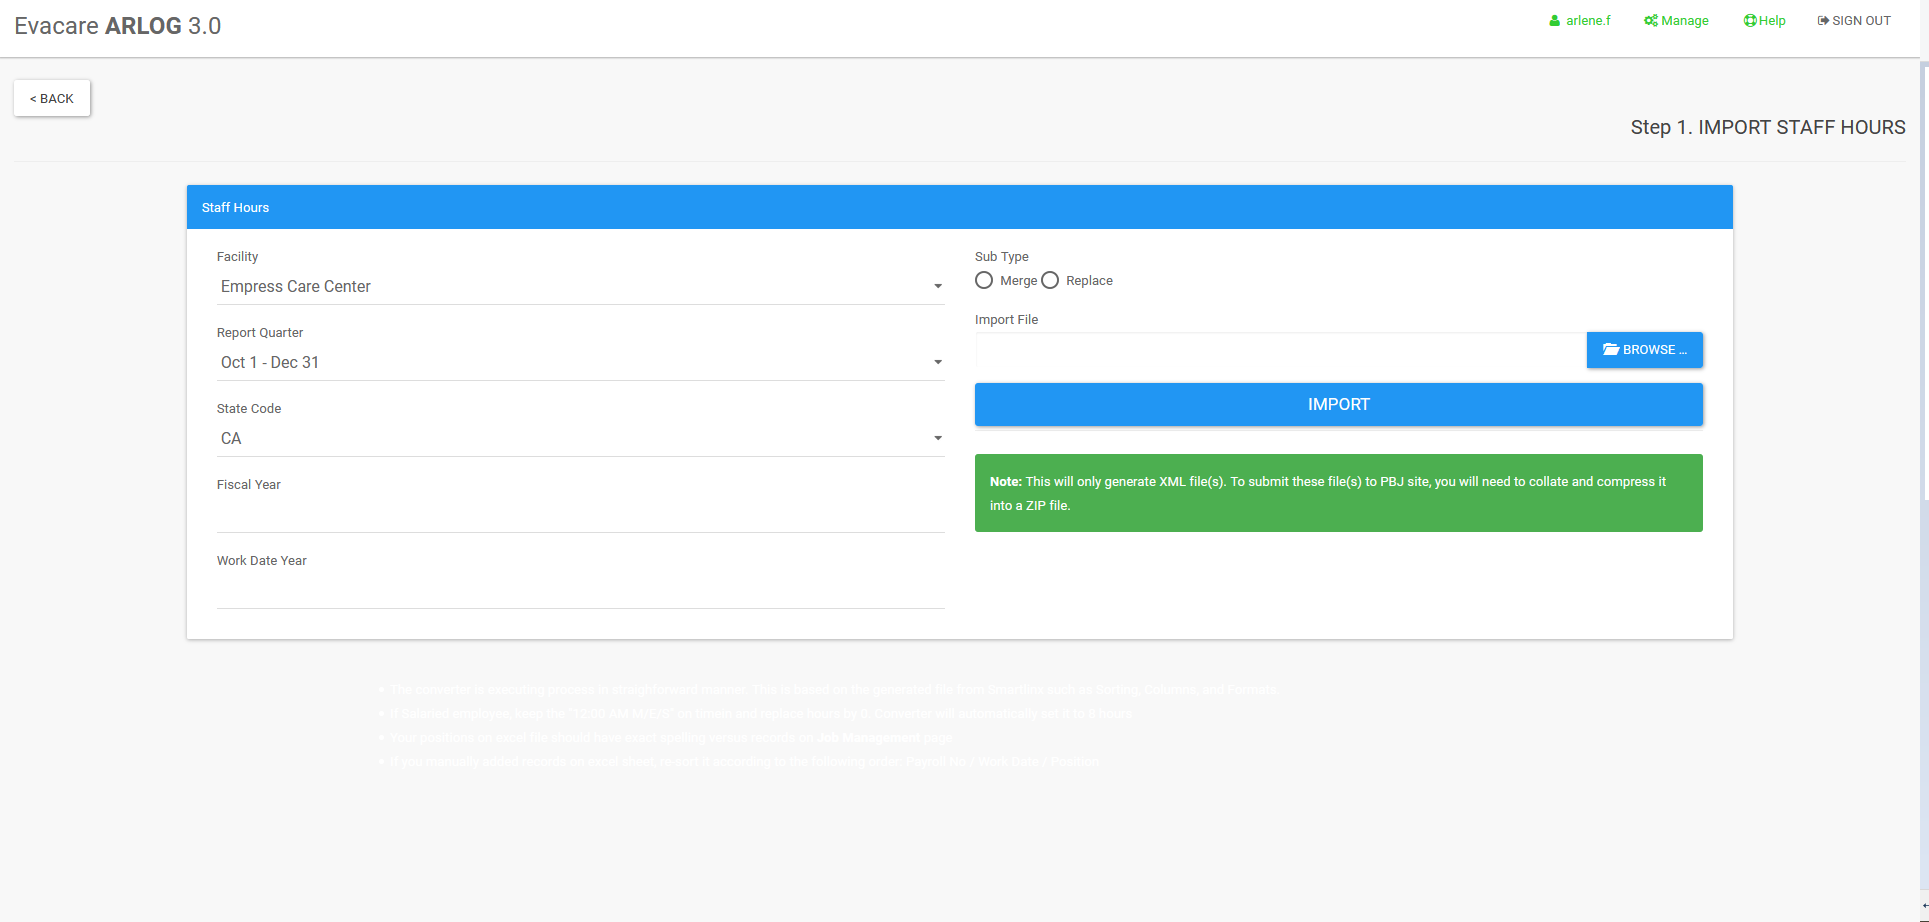 Evacare ARLOG 3.0
arlene.f Manage Help SIGN OUT
< BACK
Step 1. IMPORT STAFF HOURS
Staff Hours
Facility
Empress Care Center
Report Quarter
Oct 1 - Dec 31
State Code
CA
Fiscal Year
Work Date Year
Sub Type
Merge Replace
Import File
BROWSE ...
IMPORT
Note: This will only generate XML file(s). To submit these file(s) to PBJ site, you will need to collate and compress it
into a ZIP file.
The converter is executing process in straighforward manner. This is based on the generated file from Smartlinx such as Sorting, Columns, and Formats.
If Salaried employee, keep the "12:00 AM M/E/S" on timein and replace hours by 0. Converter will automatically set it to 8 hours
Your positions on excel file should have exact spelling versus records on Job Management page
If you manually added records on excel sheet, re-sort it according to the following order: Payroll No / Work Date / Position